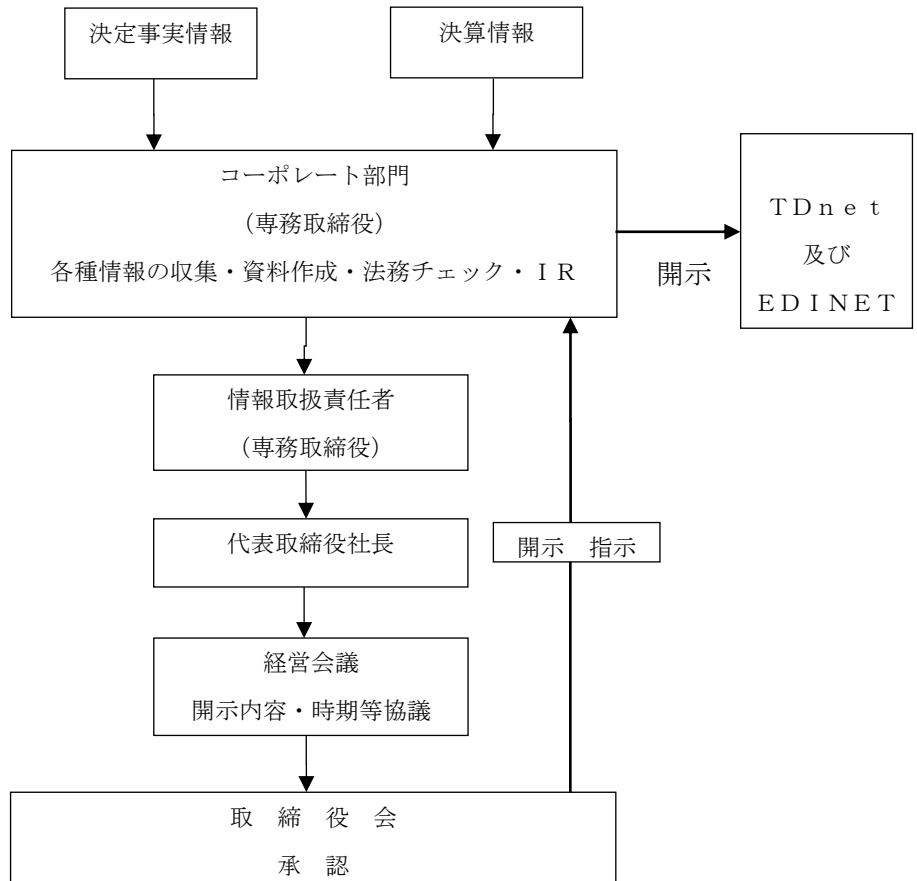 決定事実情報
決算情報
コーポレート部門
(専務取締役)
各種情報の収集・資料作成・法務チェック・ＩＲ
開示
ＴＤｎｅｔ
及び
ＥＤＩＮＥＴ
情報取扱責任者
(専務取締役)
代表取締役社長
開示　指示
経営会議
開示内容・時期等協議
取　締　役　会
承　認